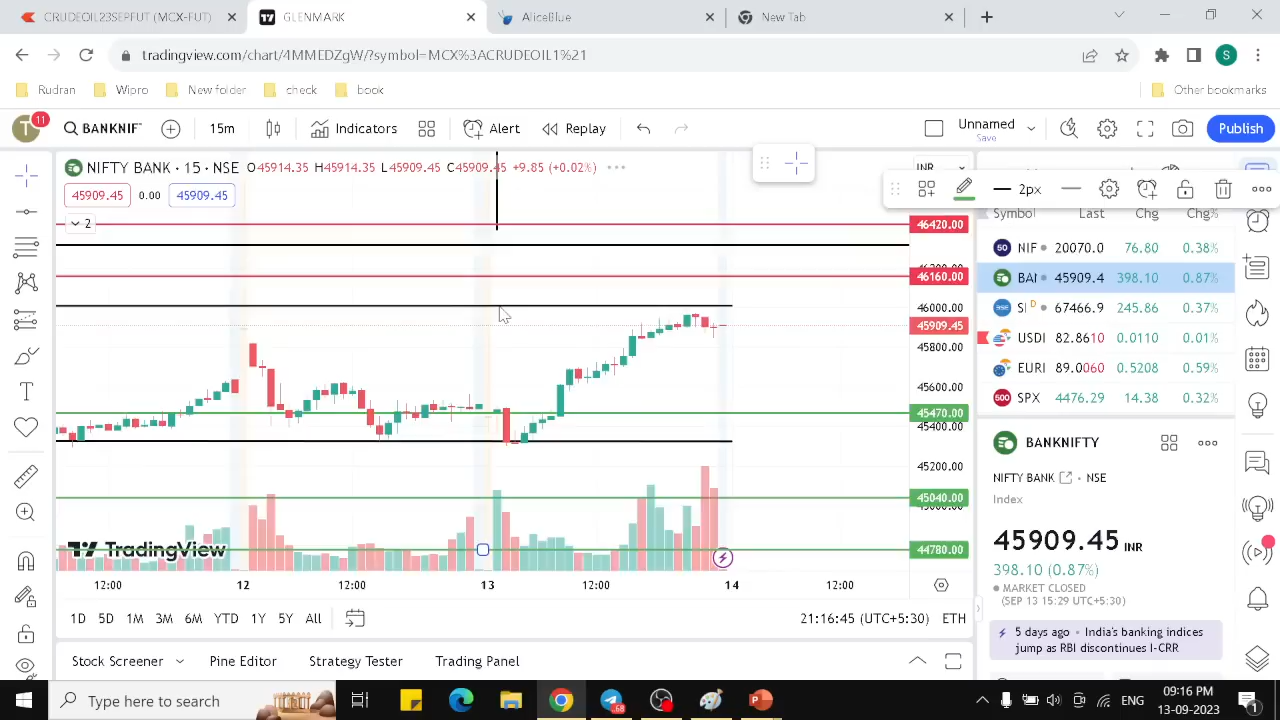 CRUDEOIL23SEPFUT (MCX-FUT)
GLENMARK
AliceBlue
New Tab
tradingview.com/chart/4MMEDZgW/?symbol=MCX%3ACRUDEOIL1%21
S
Rudran
Wipro
New folder
check
book
Other bookmarks
T
11
BANKNIF
15m
Indicators
Alert
Replay
Unnamed
Save
Publish
NIFTY BANK · 15 · NSE
O45914.35 H45914.35 L45909.45 C45909.45 +9.85 (+0.02%)
INR
45909.45
0.00
45909.45
2
2px
46420.00
46160.00
46000.00
45909.45
45800.00
45600.00
45470.00
45400.00
45200.00
45040.00
44780.00
TradingView
12:00
12
12:00
13
12:00
14
12:00
1D
5D
1M
3M
6M
YTD
1Y
5Y
All
21:16:45 (UTC+5:30)
ETH
Stock Screener
Pine Editor
Strategy Tester
Trading Panel
Symbol
Last
Chg
Chg%
50
NIF
20070.0
76.80
0.38%
BAI
45909.4
398.10
0.87%
BSE
S
D
67466.9
245.86
0.37%
USDI
82.8610
0.0110
0.01%
EURI
89.0060
0.5208
0.59%
500
SPX
4476.29
14.38
0.32%
BANKNIFTY
NIFTY BANK
· NSE
Index
45909.45 INR
398.10 (0.87%)
MARKET CLOSED
(SEP 13 15:29 UTC+5:30)
5 days ago · India's banking indices
jump as RBI discontinues I-CRR
Type here to search
68
ENG
09:16 PM
13-09-2023
1